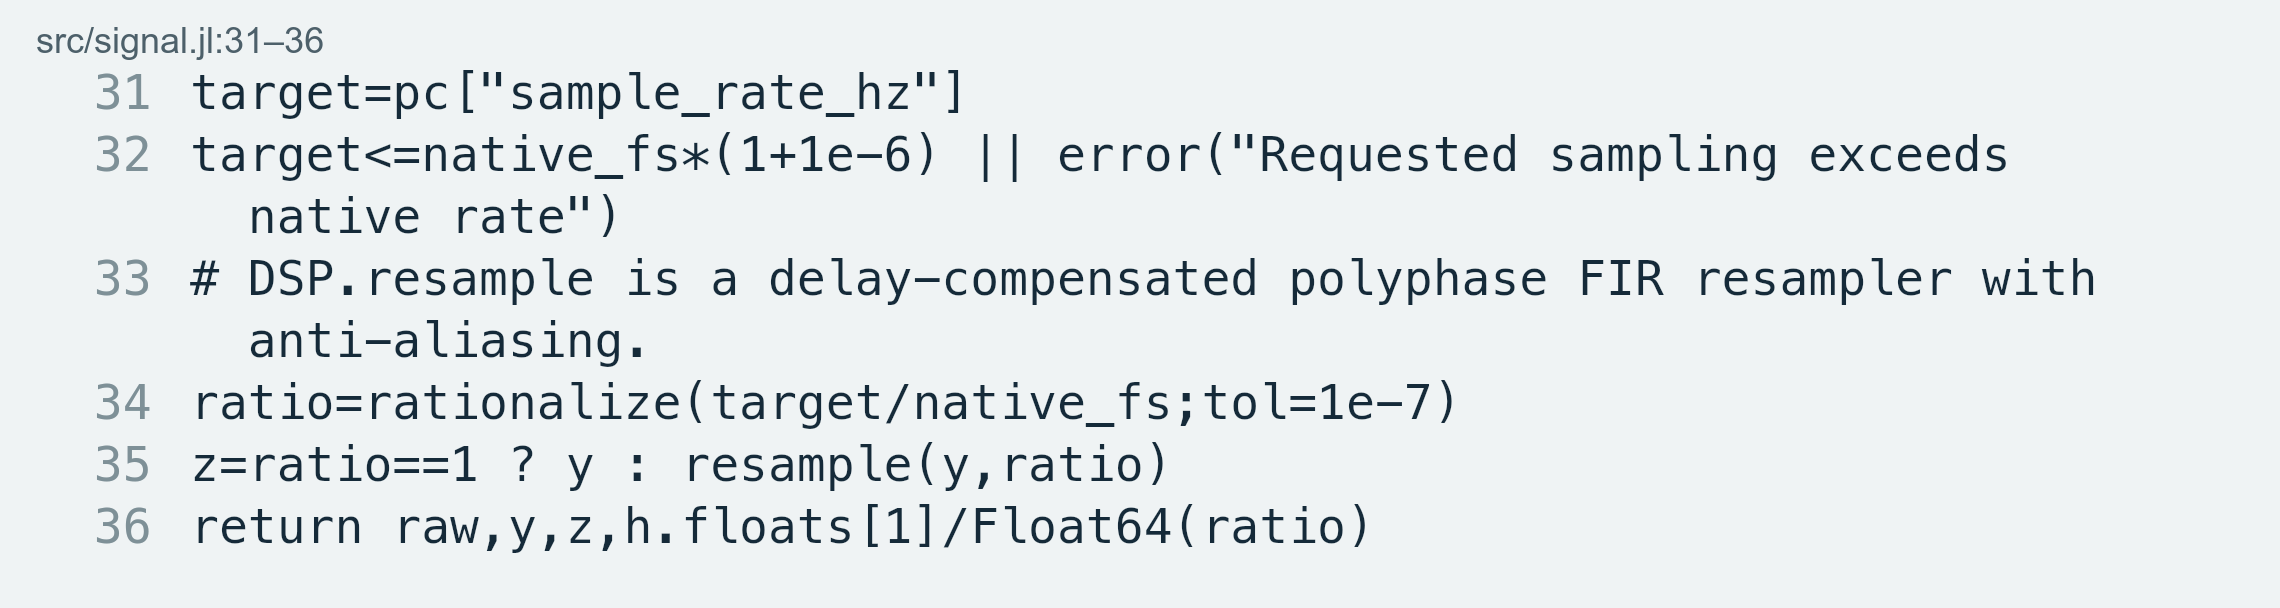 src/signal.jl:31–36
31 target=pc["sample_rate_hz"]
32 target<=native_fs*(1+1e−6) || error("Requested sampling exceeds
native rate")
33 # DSP.resample is a delay−compensated polyphase FIR resampler with
anti−aliasing.
34 ratio=rationalize(target/native_fs;tol=1e−7)
35 z=ratio==1 ? y : resample(y,ratio)
36 return raw,y,z,h.floats[1]/Float64(ratio)